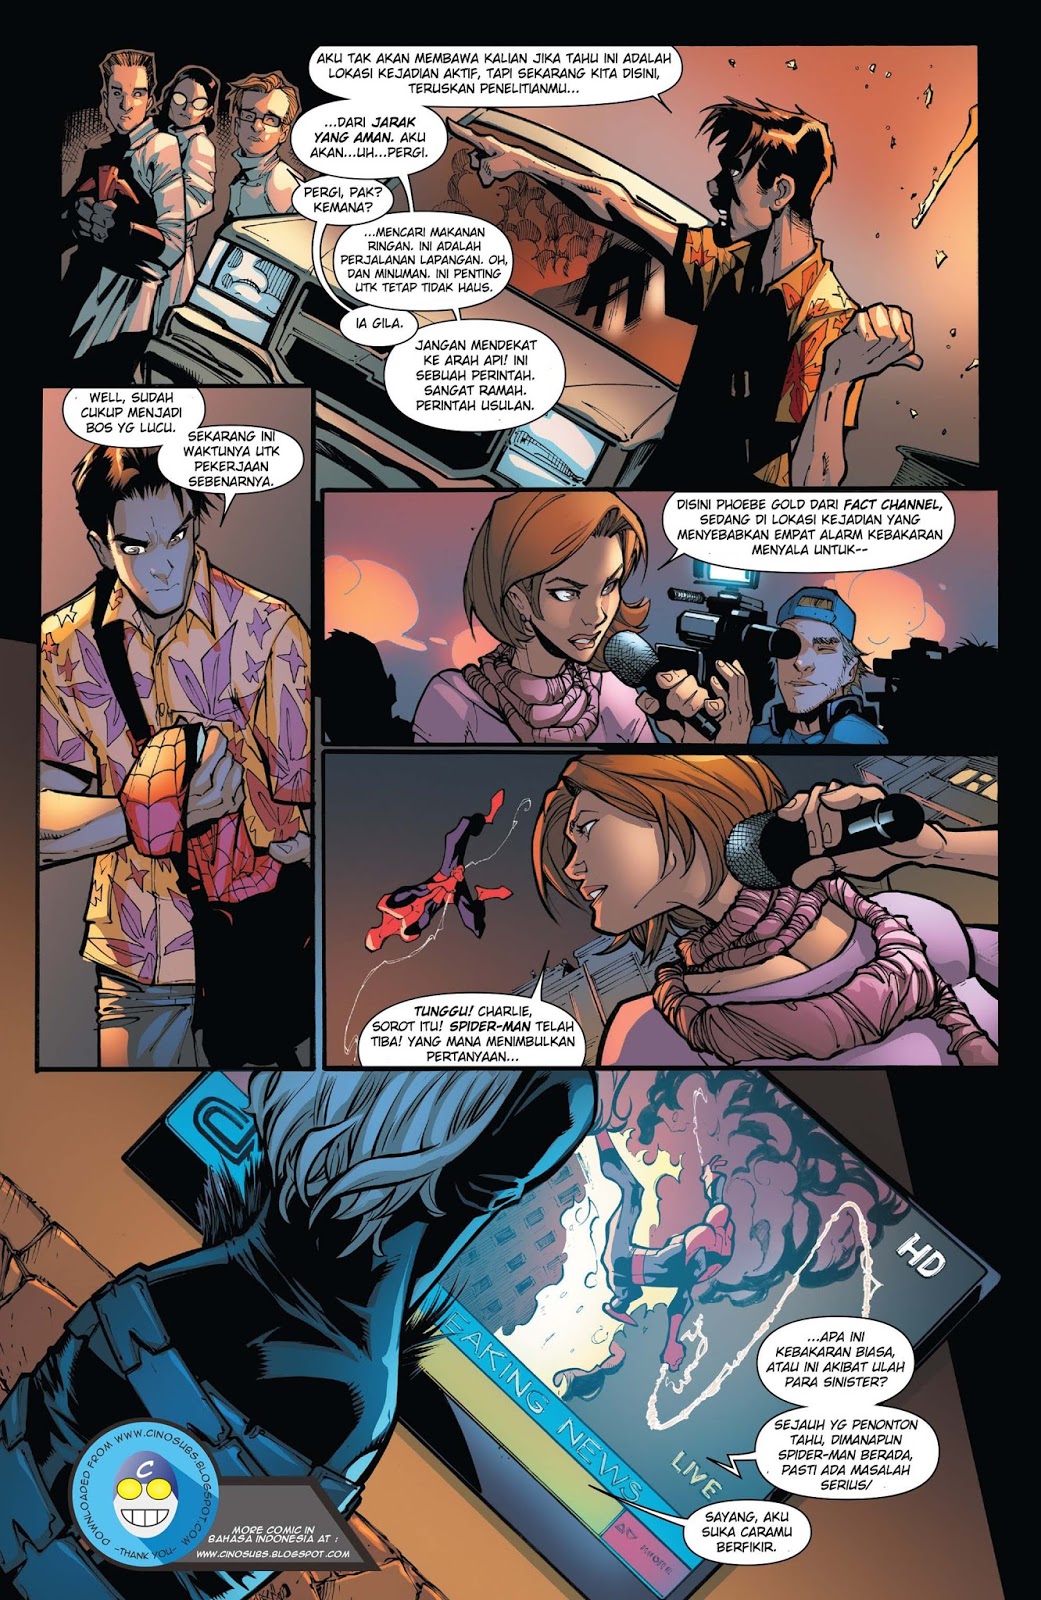 AKU TAK AKAN MEMBAWA KALIAN JIKA TAHU INI ADALAH
LOKASI KEJADIAN AKTIF, TAPI SEKARANG KITA DISINI,
TERUSKAN PENELITIANMU...
...DARI JARAK
YANG AMAN. AKU
AKAN...UH...PERGI.
PERGI, PAK?
KEMANA?
...MENCARI MAKANAN
RINGAN. INI ADALAH
PERJALANAN LAPANGAN. OH,
DAN MINUMAN. INI PENTING
UTK TETAP TIDAK HAUS.
IA GILA.
JANGAN MENDEKAT
KE ARAH API! INI
SEBUAH PERINTAH.
SANGAT RAMAH.
PERINTAH USULAN.
WELL, SUDAH
CUKUP MENJADI
BOS YG LUCU.
SEKARANG INI
WAKTUNYA UTK
PEKERJAAN
SEBENARNYA.
DISINI PHOEBE GOLD DARI FACT CHANNEL,
SEDANG DI LOKASI KEJADIAN YANG
MENYEBABKAN EMPAT ALARM KEBAKARAN
MENYALA UNTUK--
TUNGGU! CHARLIE,
SOROT ITU! SPIDER-MAN TELAH
TIBA! YANG MANA MENIMBULKAN
PERTANYAAN...
HD
EAKING NEWS
LIVE
MORE
...APA INI
KEBAKARAN BIASA,
ATAU INI AKIBAT ULAH
PARA SINISTER?
SEJAUH YG PENONTON
TAHU, DIMANAPUN
SPIDER-MAN BERADA,
PASTI ADA MASALAH
SERIUS!
SAYANG, AKU
SUKA CARAMU
BERFIKIR.
DOWNLOADED FROM WWW.CINOSUBS.BLOGSPOT.COM
C
-THANK YOU-
MORE COMIC IN
BAHASA INDONESIA AT :
WWW.CINOSUBS.BLOGSPOT.COM